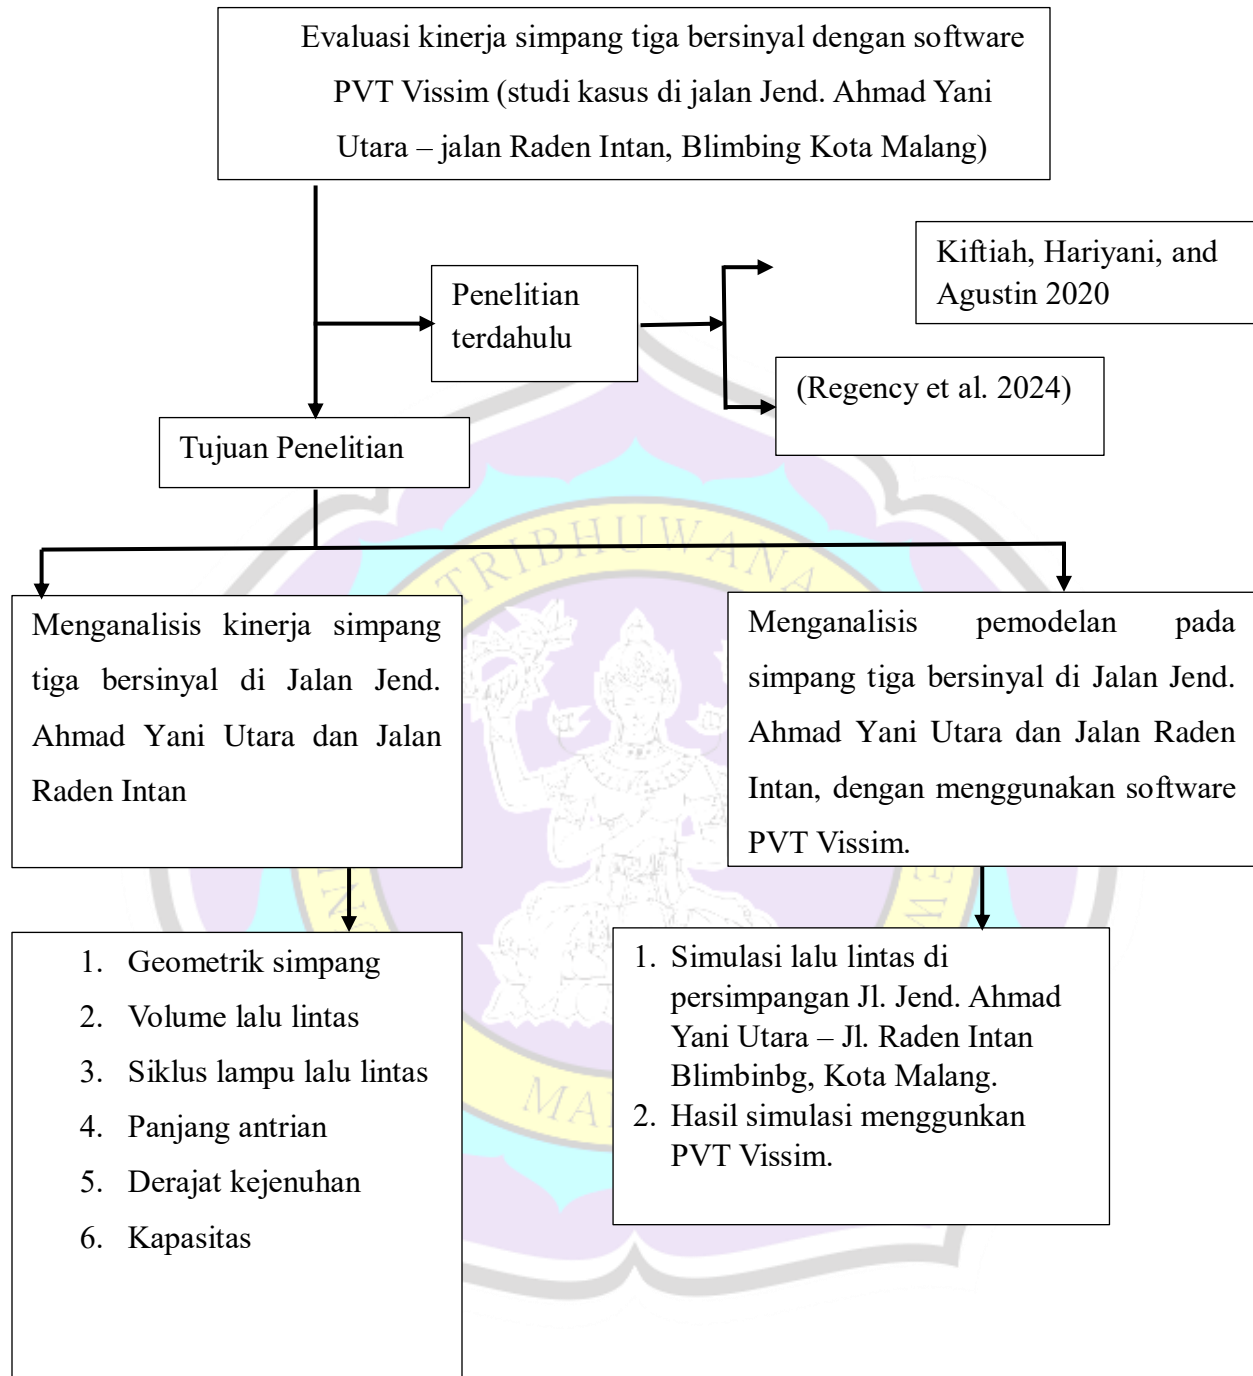 Evaluasi kinerja simpang tiga bersinyal dengan software
PVT Vissim (studi kasus di jalan Jend. Ahmad Yani
Utara – jalan Raden Intan, Blimbing Kota Malang)
Kiftiah, Hariyani, and
Agustin 2020
Penelitian
terdahulu
(Regency et al. 2024)
Tujuan Penelitian
TRIBHUWANA
Menganalisis kinerja simpang
tiga bersinyal di Jalan Jend.
Ahmad Yani Utara dan Jalan
Raden Intan
Menganalisis pemodelan pada
simpang tiga bersinyal di Jalan Jend.
Ahmad Yani Utara dan Jalan Raden
Intan, dengan menggunakan software
PVT Vissim.
1. Geometrik simpang
2. Volume lalu lintas
3. Siklus lampu lalu lintas
4. Panjang antrian
5. Derajat kejenuhan
6. Kapasitas
1. Simulasi lalu lintas di
persimpangan Jl. Jend. Ahmad
Yani Utara – Jl. Raden Intan
Blimbinbg, Kota Malang.
2. Hasil simulasi menggunkan
PVT Vissim.